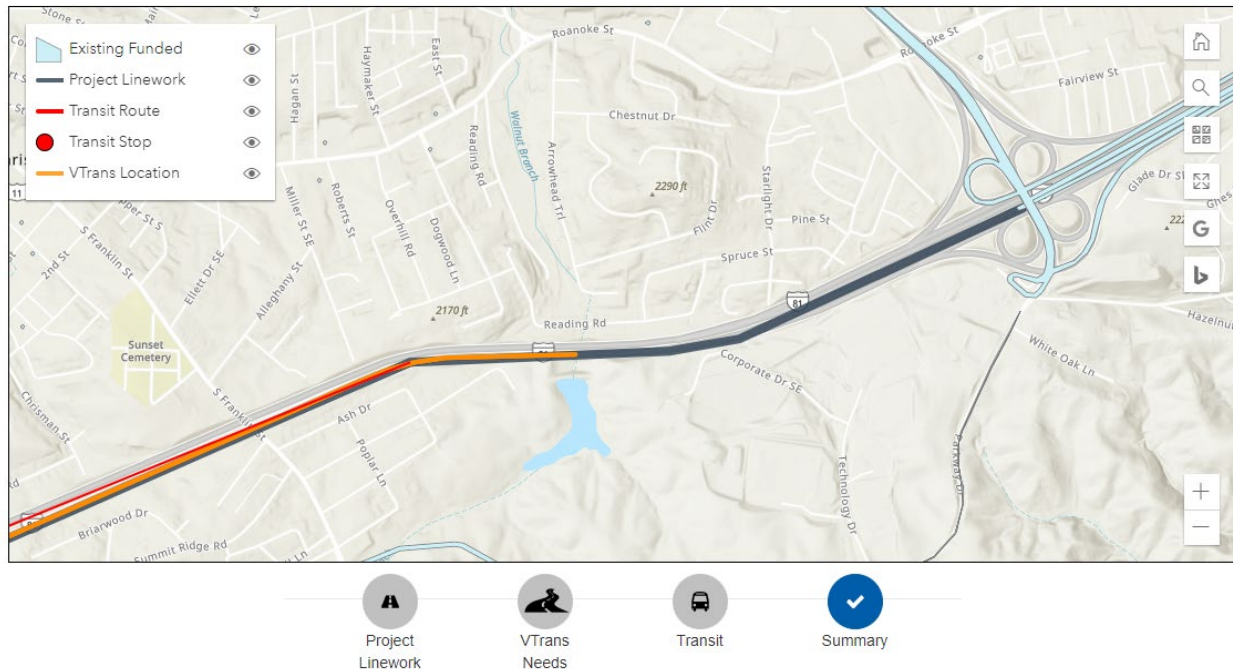 Existing Funded
Project Linework
Transit Route
Transit Stop
VTrans Location
11
Stone St
Roanoke St
Roanoke St
Fairview St
East St
Haymaker St
Hagan St
Reading Rd
Walnut Branch
Arrowhead Trl
Chestnut Dr
2290 ft
Flint Dr
Starlight Dr
Pine St
Spruce St
Glade Dr
Miller St SE
Roberts St
Overhill Rd
Dogwood Ln
2nd St
S Franklin St
Ellett Dr SE
Alleghany St
2170 ft
Reading Rd
81
Sunset
Cemetery
S Franklin St
Corporate Dr SE
Hazelnut
White Oak Ln
Chrisman St
Ash Dr
Poplar Ln
Technology Dr
Parkway Dr
Briarwood Dr
Summit Ridge Rd
G
b
+
−
Project
Linework
VTrans
Needs
Transit
Summary